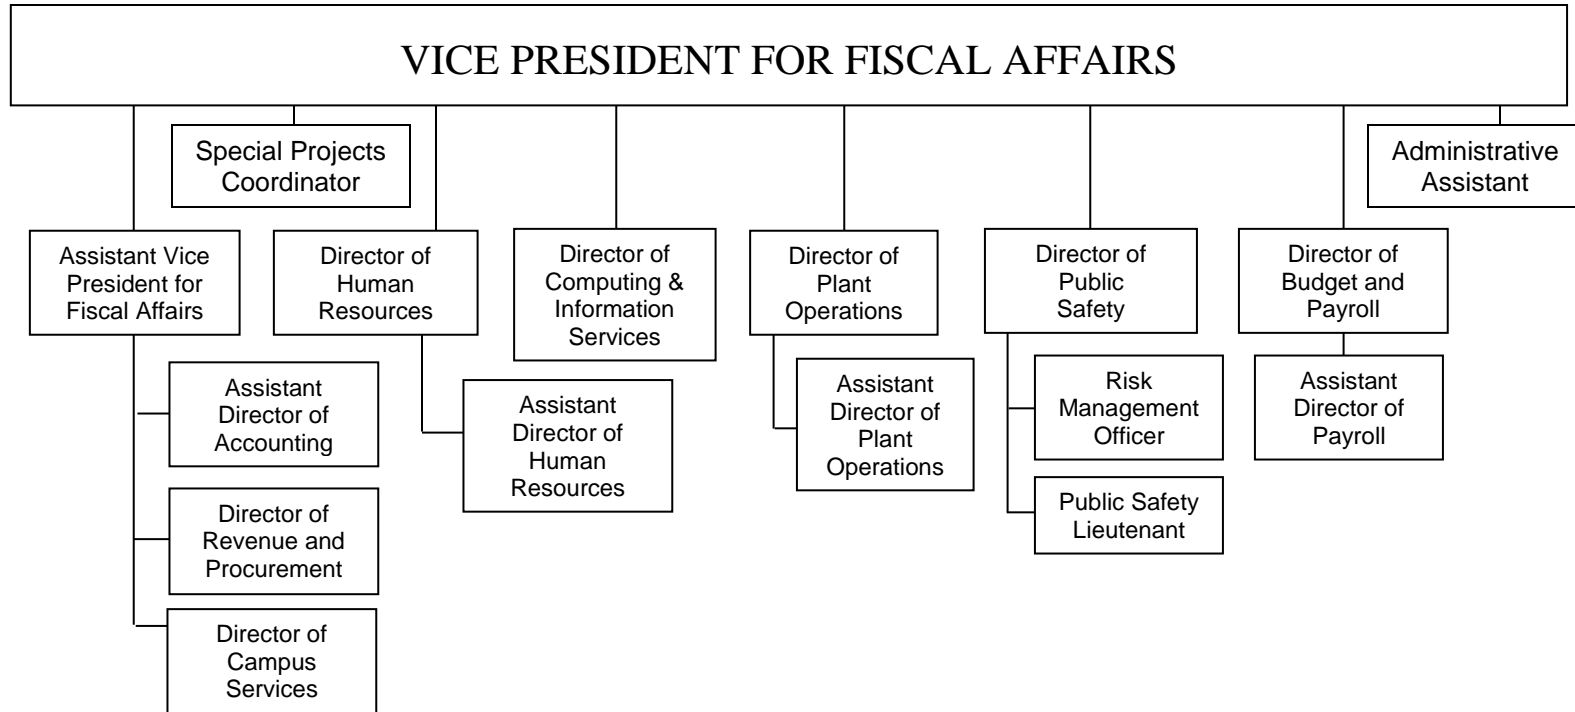 VICE PRESIDENT FOR FISCAL AFFAIRS
Special Projects
Coordinator
Administrative
Assistant
Assistant Vice
President for
Fiscal Affairs
Director of
Human
Resources
Director of
Computing &
Information
Services
Director of
Plant
Operations
Director of
Public
Safety
Director of
Budget and
Payroll
Assistant
Director of
Accounting
Assistant
Director of
Human
Resources
Assistant
Director of
Plant
Operations
Risk
Management
Officer
Assistant
Director of
Payroll
Director of
Revenue and
Procurement
Public Safety
Lieutenant
Director of
Campus
Services